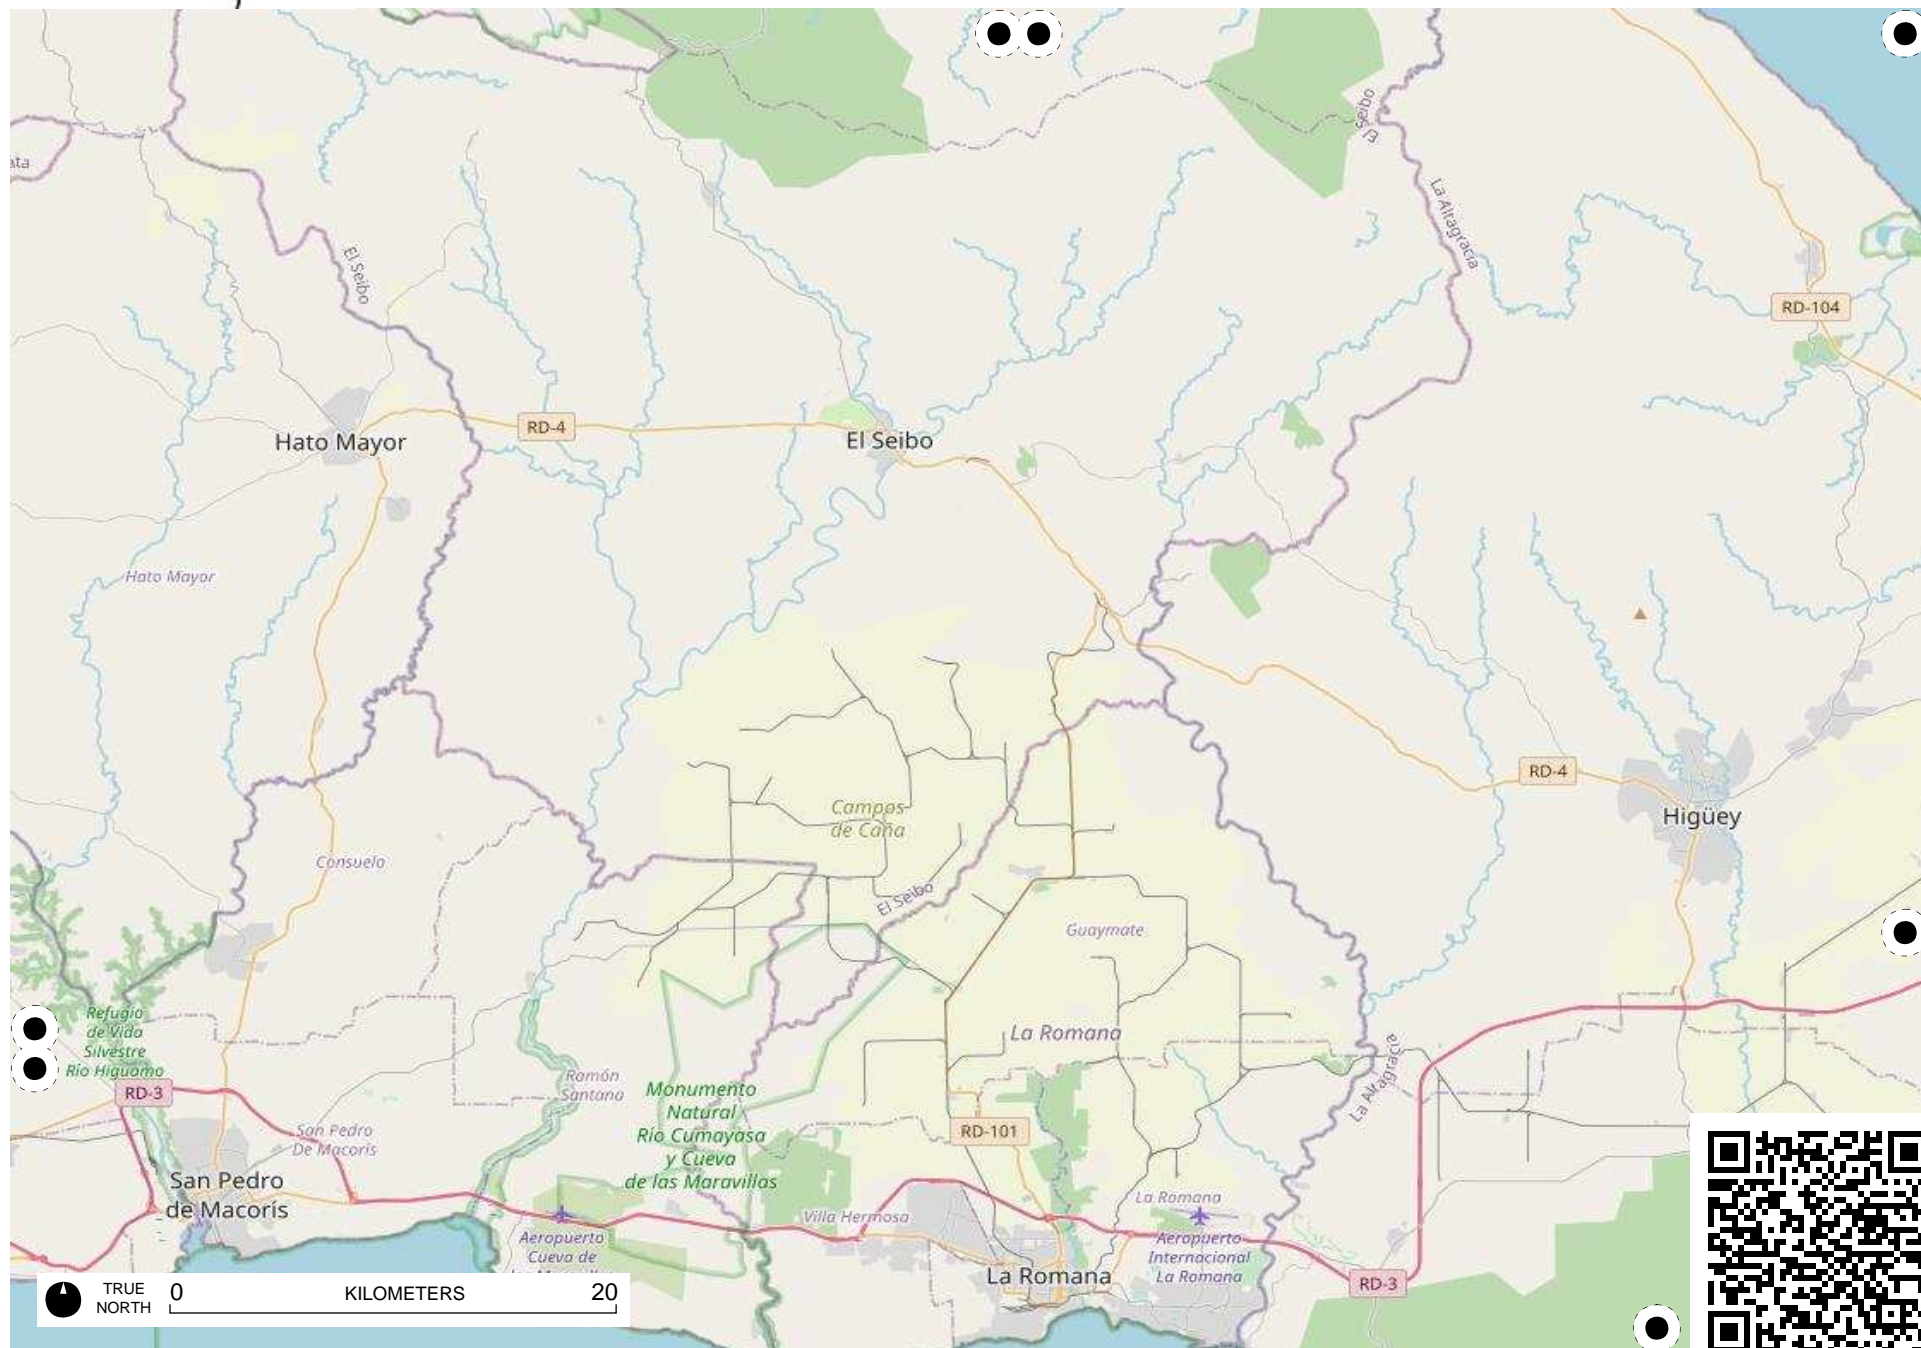 El Seibo
La Altagracia
El Seibo
RD-104
RD-4
Hato Mayor
El Seibo
Hato Mayor
RD-4
Higüey
Campos
de Caña
Consuelo
El Seibo
Guaymate
La Romana
Refugio
de Vida
Silvestre
Río Higuamo
RD-3
Ramón
Santana
Monumento
Natural
Río Cumayasa
y Cueva
de las Maravillas
La Altagracia
RD-101
San Pedro
De Macorís
San Pedro
de Macorís
La Romana
Villa Hermosa
Aeropuerto
Cueva de
Aeropuerto
Internacional
La Romana
La Romana
RD-3
TRUE
NORTH
0 KILOMETERS 20